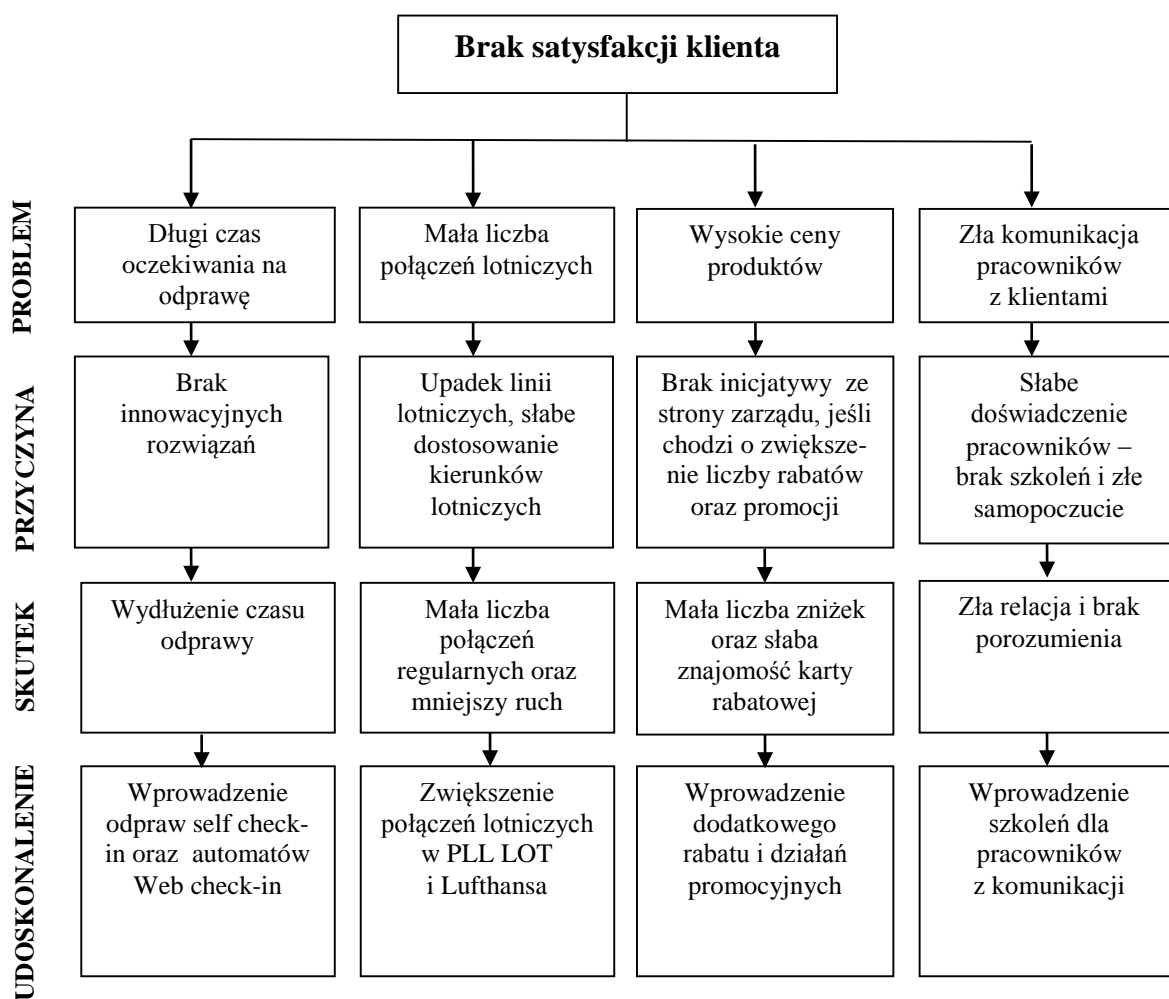 Brak satysfakcji klienta
PROBLEM
Długi czas
oczekiwania na
odprawę
Mała liczba
połączeń lotniczych
Wysokie ceny
produktów
Zła komunikacja
pracowników
z klientami
PRZYCZYNA
Brak
innowacyjnych
rozwiązań
Upadek linii
lotniczych, słabe
dostosowanie
kierunków
lotniczych
Brak inicjatywy ze
strony zarządu, jeśli
chodzi o zwiększe-
nie liczby rabatów
oraz promocji
Słabe
doświadczenie
pracowników –
brak szkoleń i złe
samopoczucie
SKUTEK
Wydłużenie czasu
odprawy
Mała liczba
połączeń
regularnych oraz
mniejszy ruch
Mała liczba zniżek
oraz słaba
znajomość karty
rabatowej
Zła relacja i brak
porozumienia
UDOSKONALENIE
Wprowadzenie
odpraw self check-
in oraz automatów
Web check-in
Zwiększenie
połączeń lotniczych
w PLL LOT
i Lufthansa
Wprowadzenie
dodatkowego
rabatu i działań
promocyjnych
Wprowadzenie
szkoleń dla
pracowników
z komunikacji